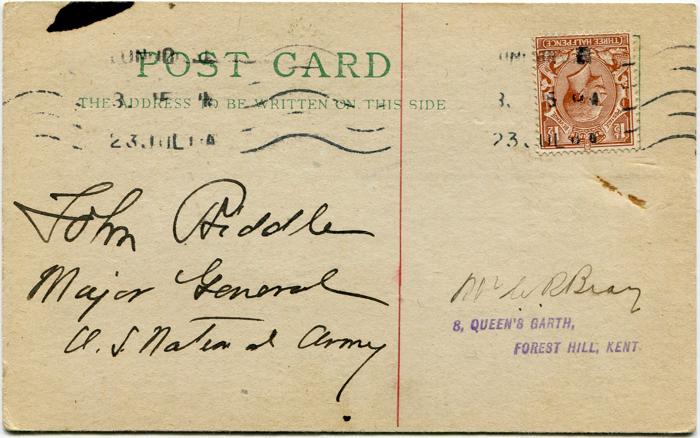 POST CARD
THE ADDRESS TO BE WRITTEN ON THIS SIDE
THREE HALFPENCE
John Riddle
Major General
U.S. National Army
Mr W R Bray
8, QUEEN'S GARTH,
FOREST HILL, KENT.